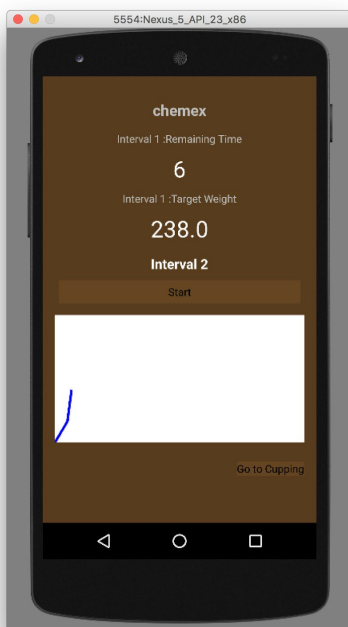 5554:Nexus_5_API_23_x86
chemex
Interval 1 :Remaining Time
6
Interval 1 :Target Weight
238.0
Interval 2
Start
Go to Cupping